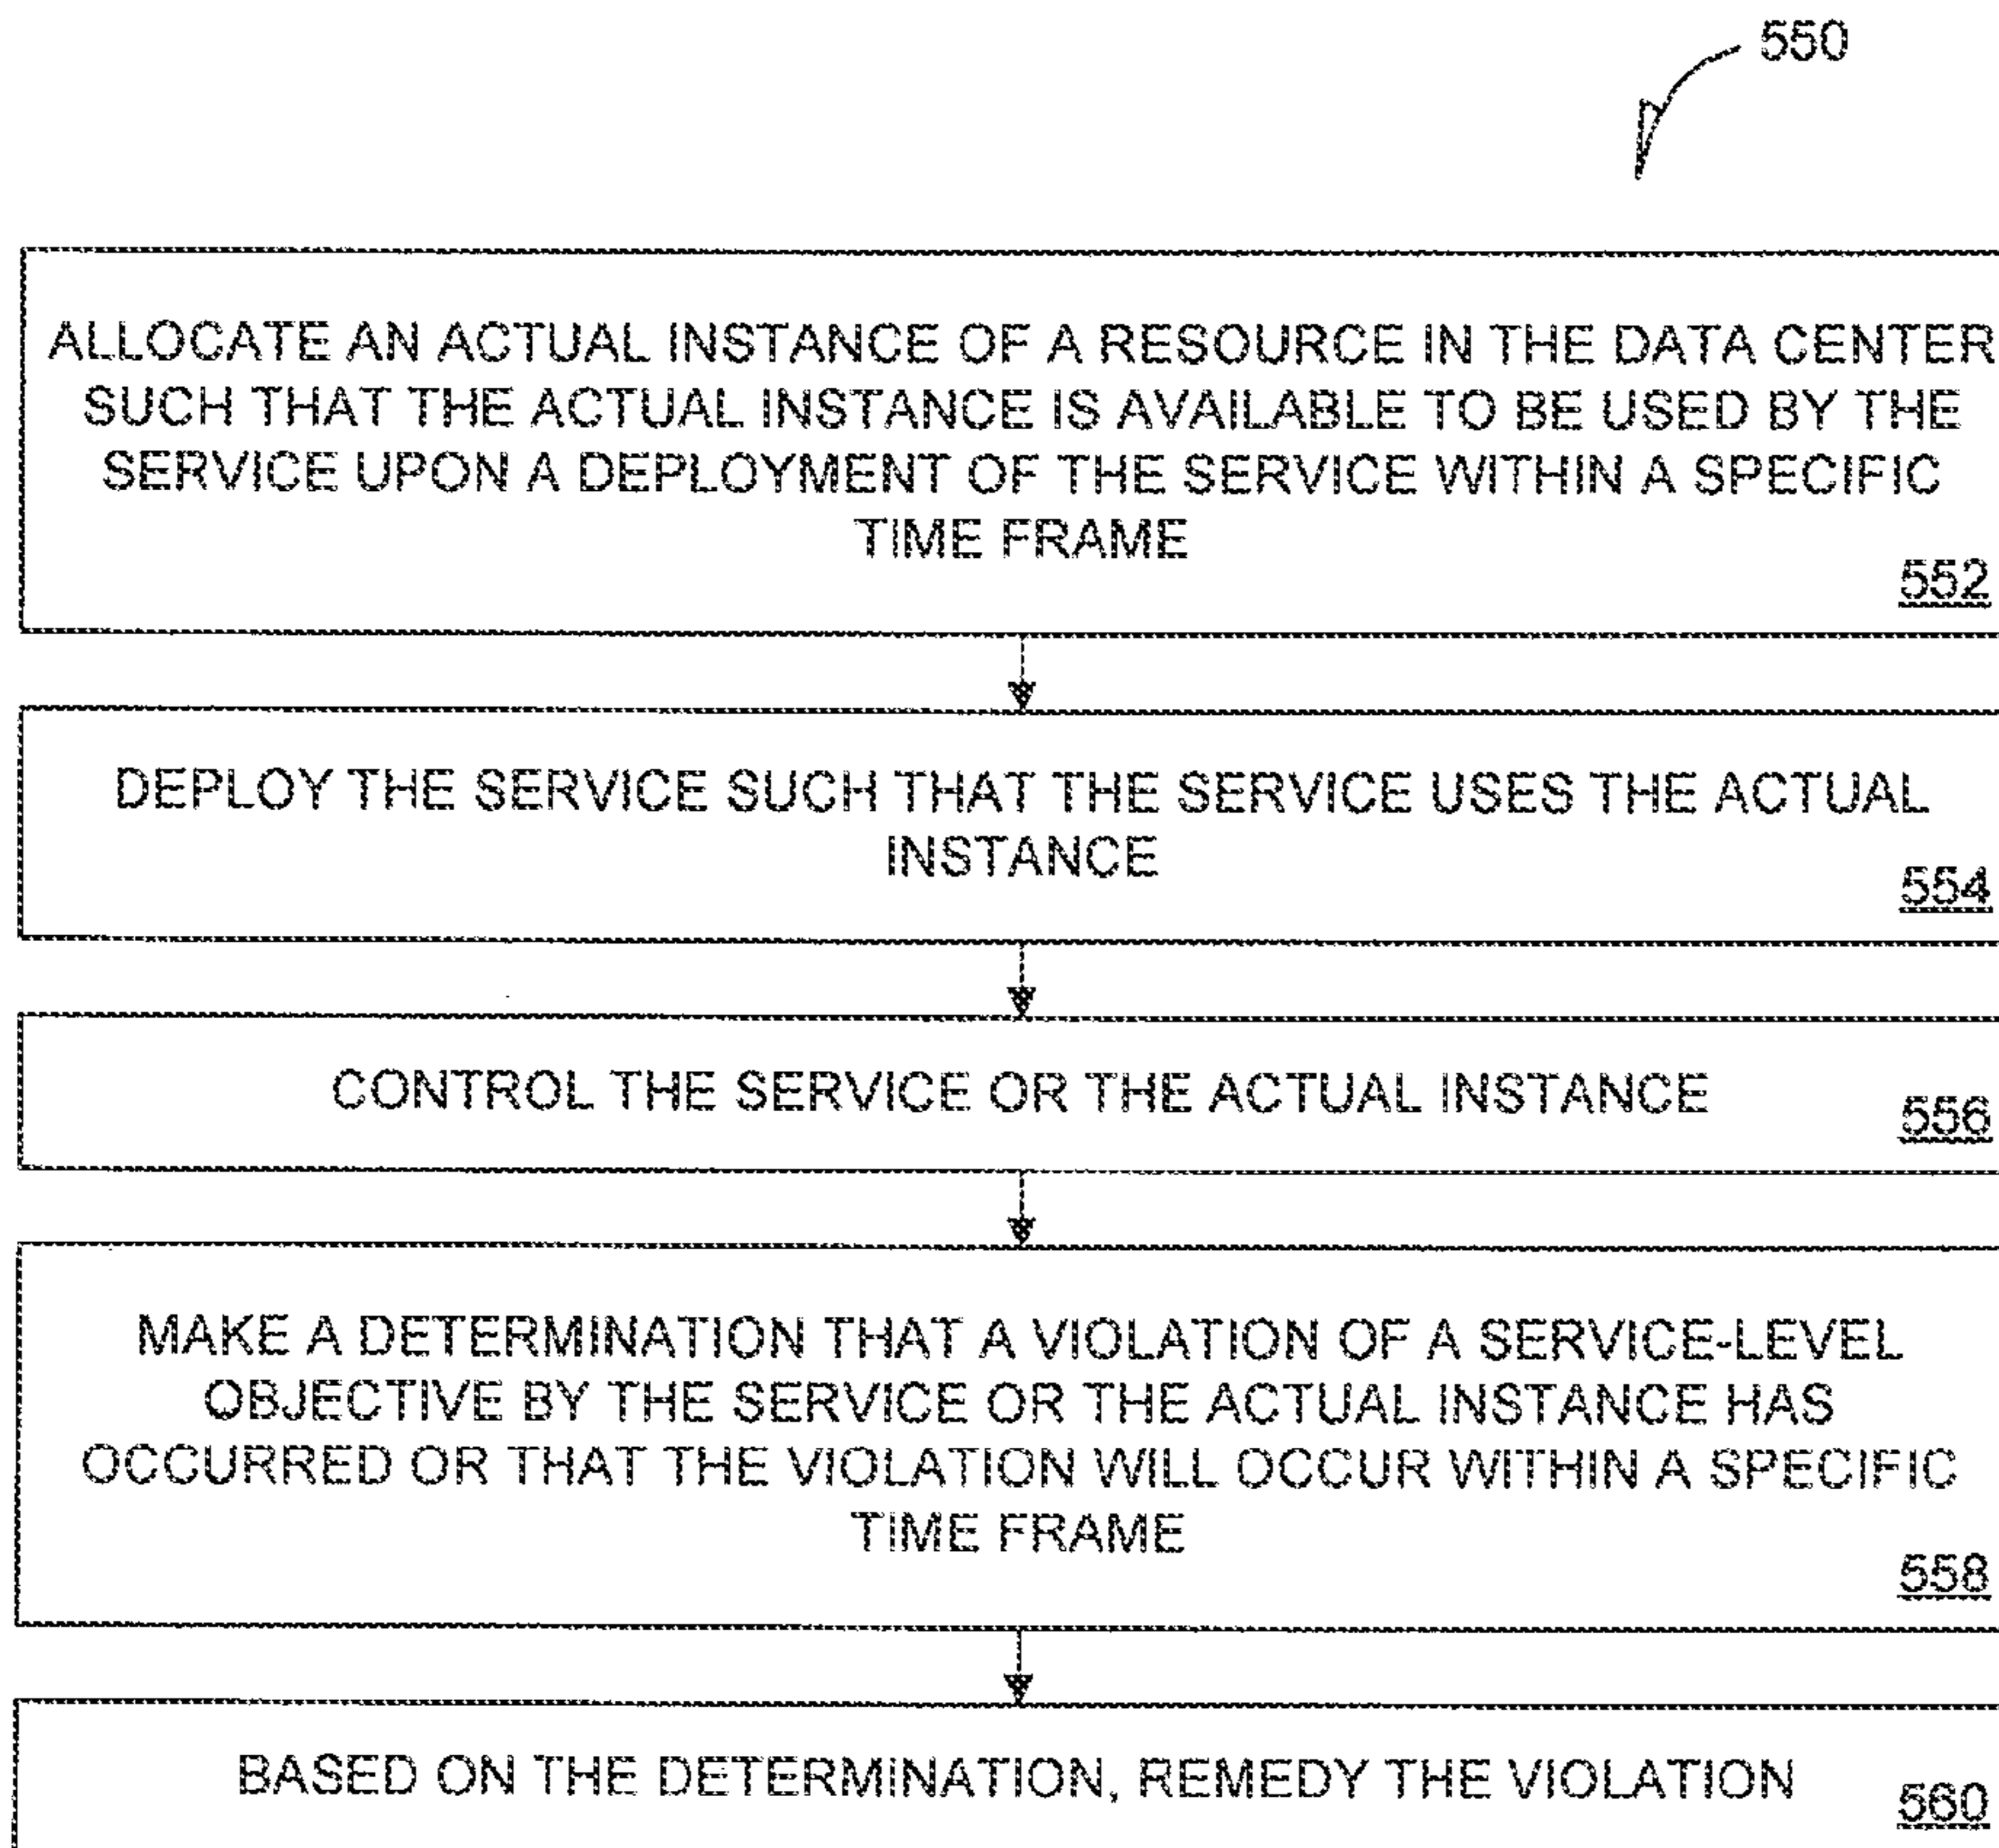 550
ALLOCATE AN ACTUAL INSTANCE OF A RESOURCE IN THE DATA CENTER
SUCH THAT THE ACTUAL INSTANCE IS AVAILABLE TO BE USED BY THE
SERVICE UPON A DEPLOYMENT OF THE SERVICE WITHIN A SPECIFIC
TIME FRAME
552
DEPLOY THE SERVICE SUCH THAT THE SERVICE USES THE ACTUAL
INSTANCE
554
CONTROL THE SERVICE OR THE ACTUAL INSTANCE
556
MAKE A DETERMINATION THAT A VIOLATION OF A SERVICE-LEVEL
OBJECTIVE BY THE SERVICE OR THE ACTUAL INSTANCE HAS
OCCURRED OR THAT THE VIOLATION WILL OCCUR WITHIN A SPECIFIC
TIME FRAME
558
BASED ON THE DETERMINATION, REMEDY THE VIOLATION
560